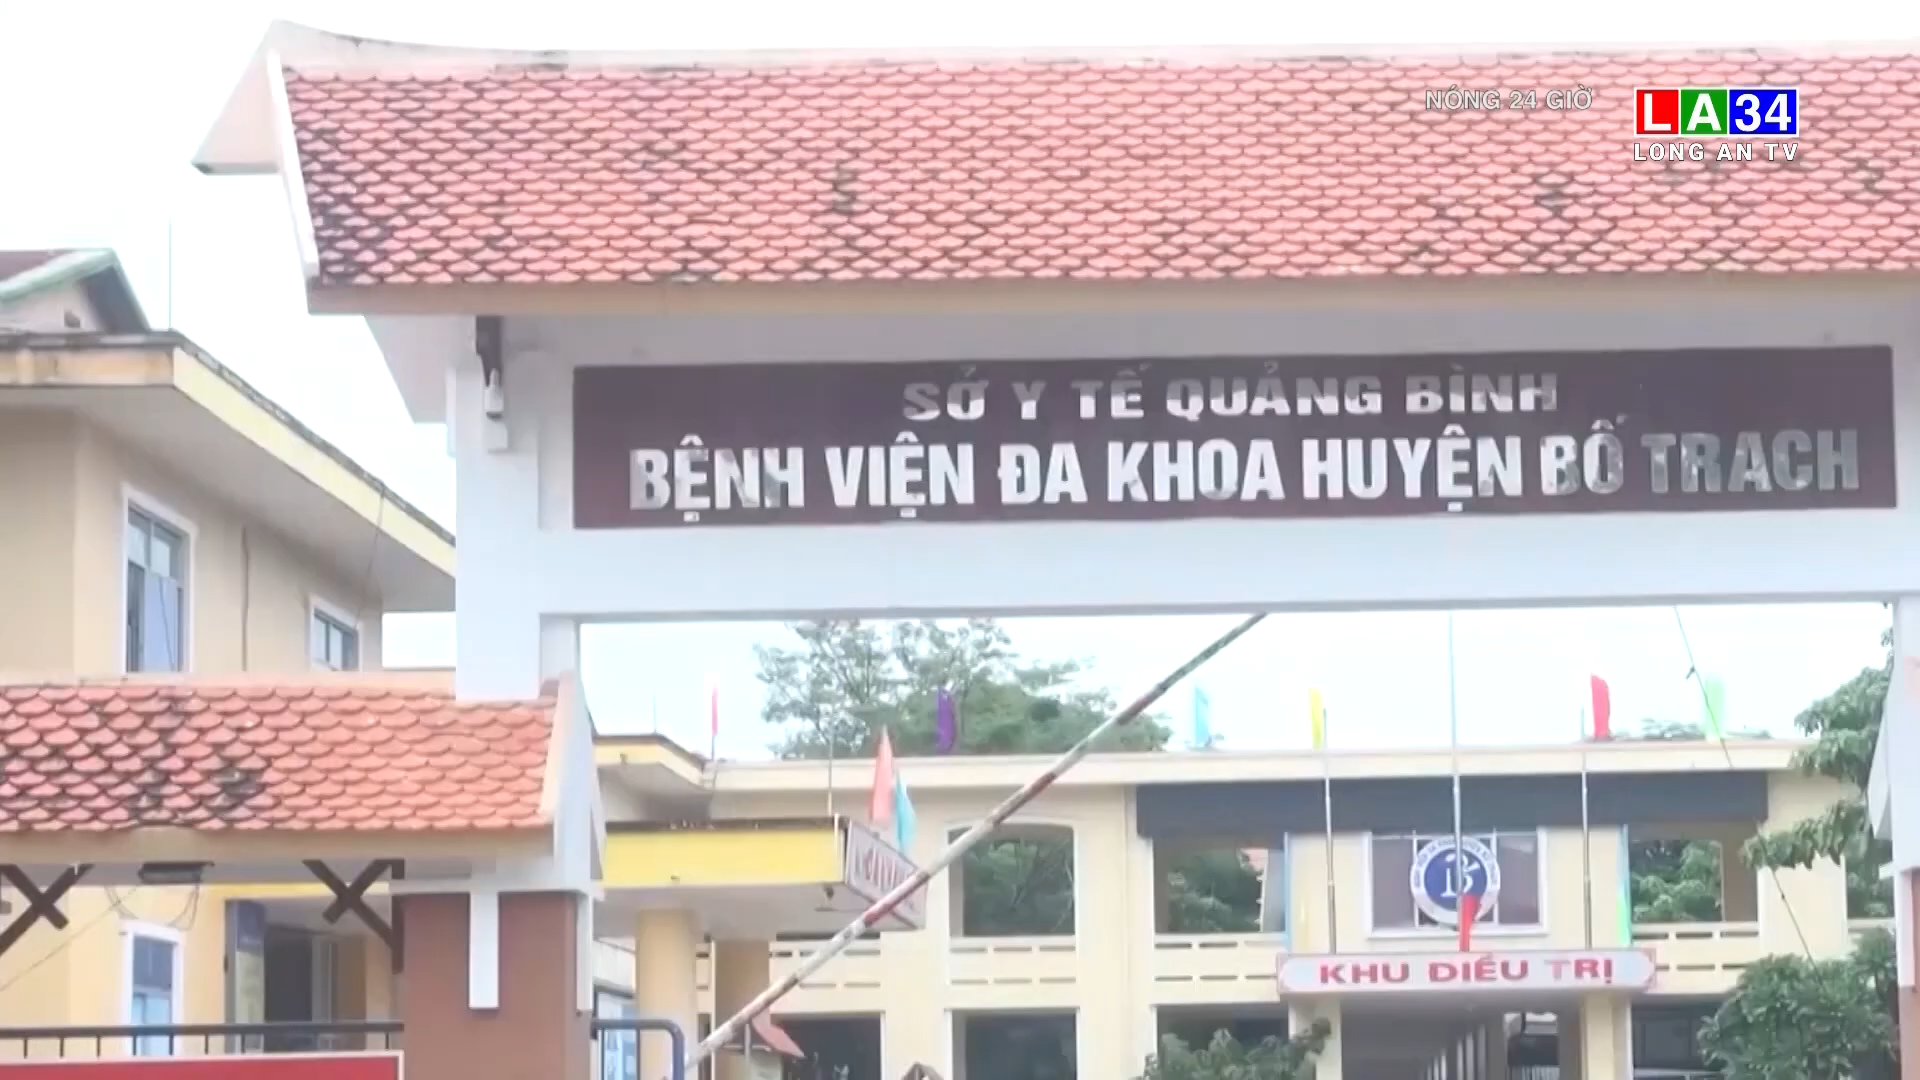 NÓNG 24 GIỜ
LA34
LONG AN TV
SỞ Y TẾ QUẢNG BÌNH
BỆNH VIỆN ĐA KHOA HUYỆN BỐ TRẠCH
KHU ĐIỀU TRỊ